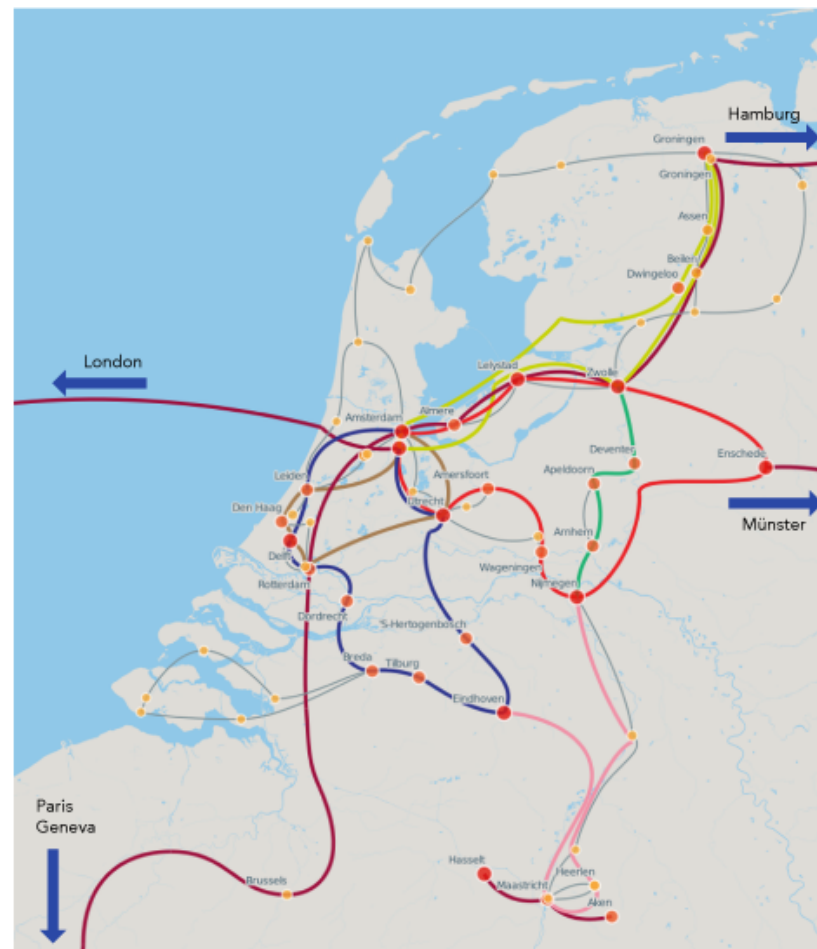 Hamburg
Groningen
Groningen
Assen
Beilen
Dwingeloo
London
Lelystad
Zwolle
Almere
Amsterdam
Deventer
Enschede
Amersfoort
Apeldoorn
Leiden
Utrecht
Den Haag
Münster
Arnhem
Delft
Wageningen
Rotterdam
Nijmegen
Dordrecht
'S-Hertogenbosch
Breda
Tilburg
Eindhoven
Paris
Geneva
Hasselt
Heerlen
Brussels
Maastricht
Aken